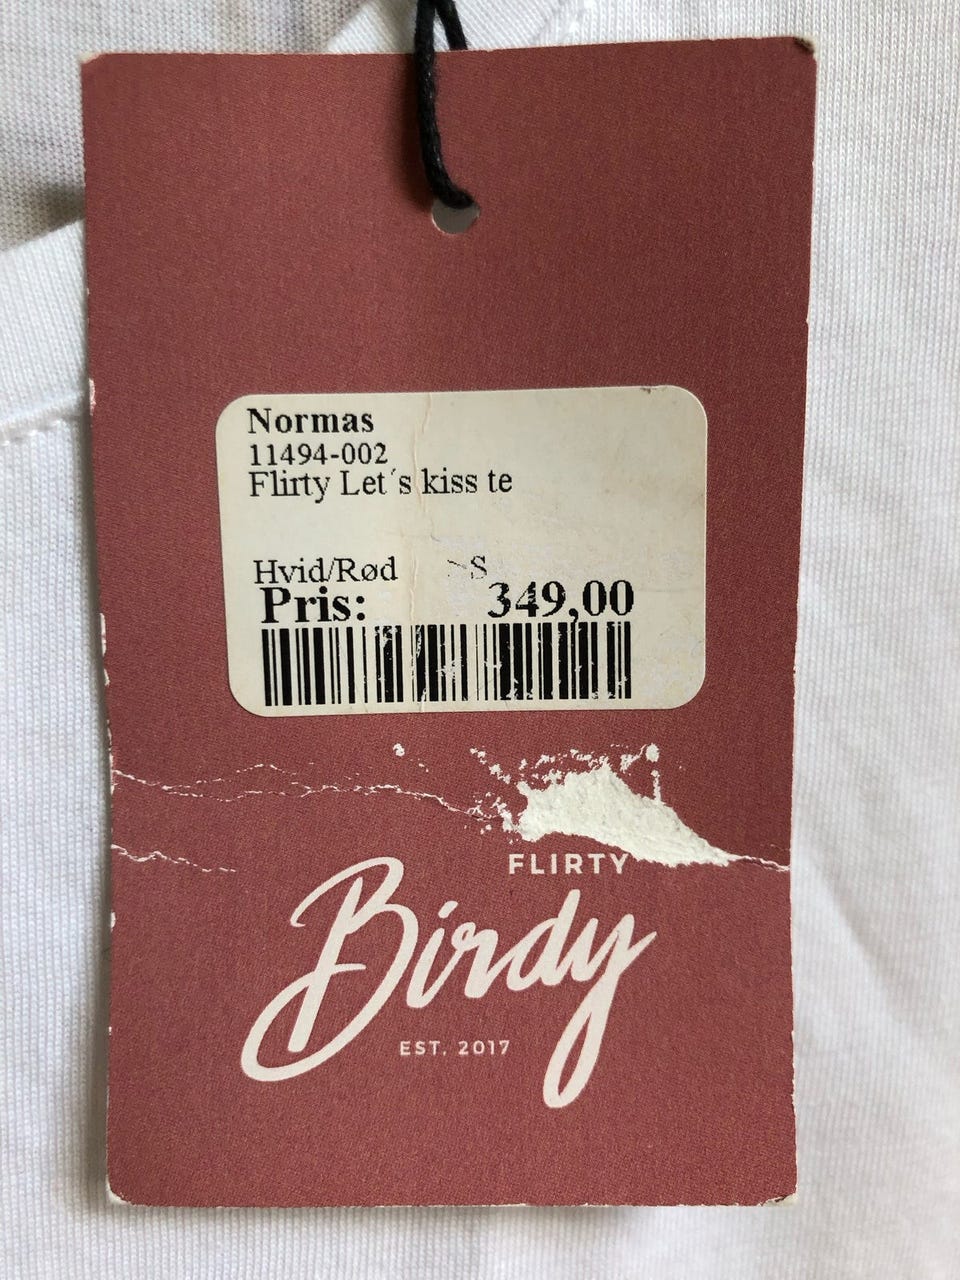 Normas
11494-002
Flirty Let´s kiss te
Hvid/Rød S
Pris: 349,00
FLIRTY
Birdy
EST. 2017